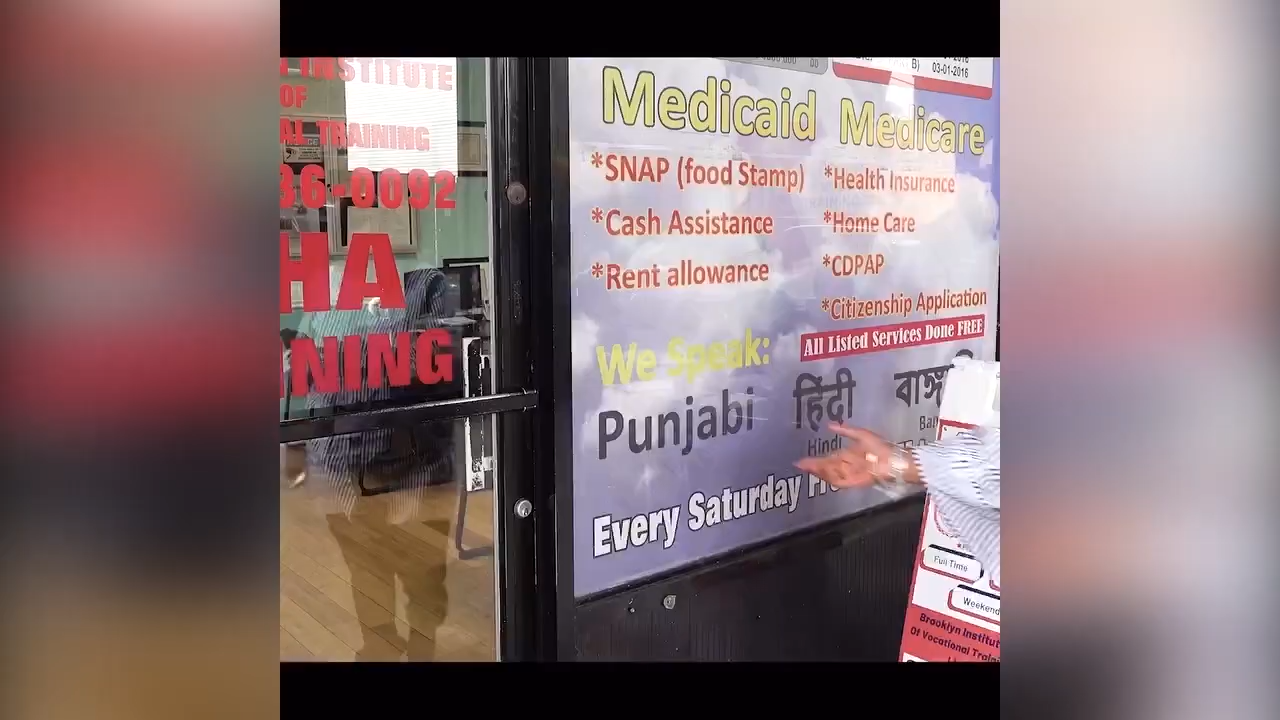 INSTITUTE
OF
AL TRAINING
36-0092
HA
INING
B)
03-01-2016
Medicaid
Medicare
*SNAP (food Stamp)
*Health Insurance
*Cash Assistance
*Home Care
*Rent allowance
*CDPAP
*Citizenship Application
All Listed Services Done FREE
We Speak:
Punjabi
हिंदी
Hindi
Every Saturday
Full Time
Weekend
Brooklyn Institu
Of Vocational Traini